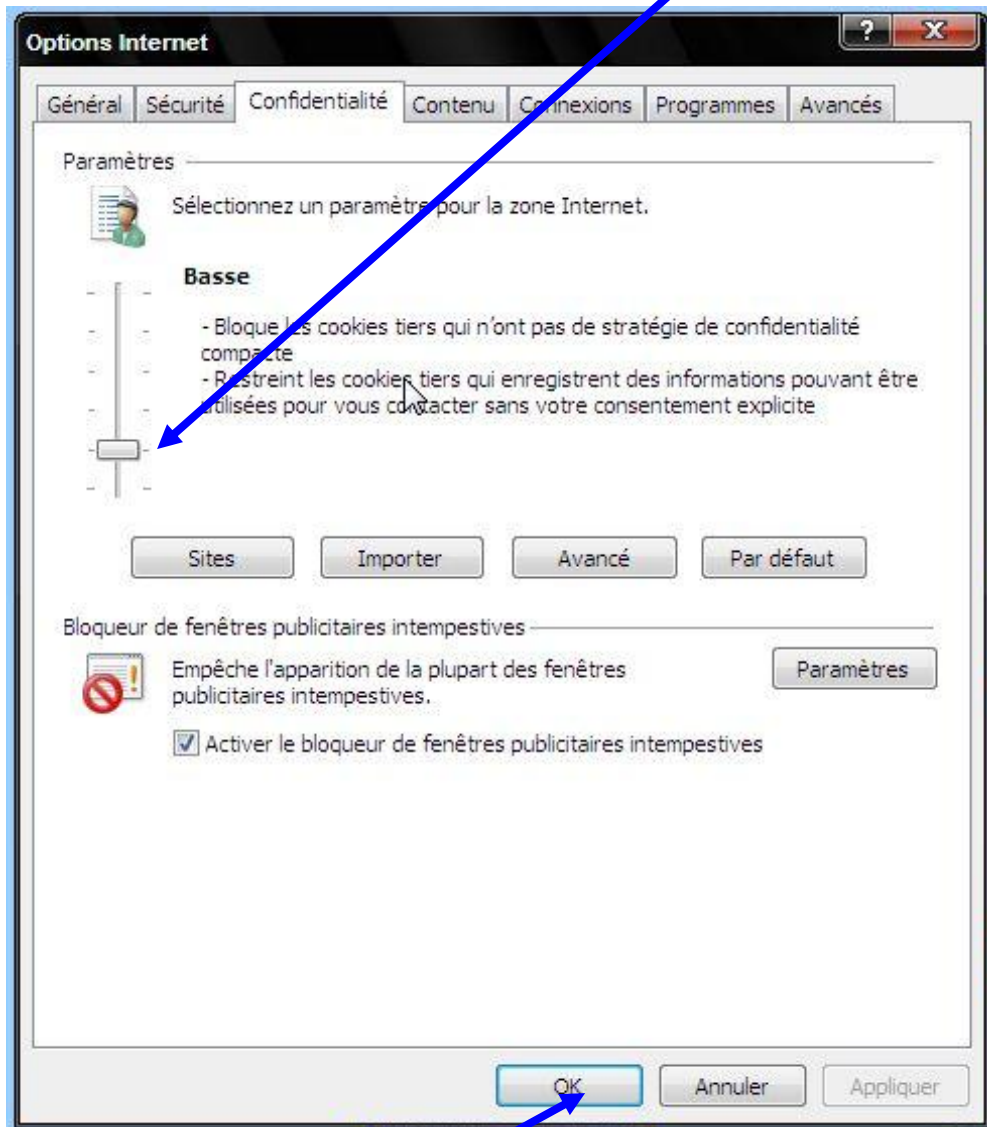 Options Internet
?
X
Général Sécurité Confidentialité Contenu Connexions Programmes Avancés
Paramètres
Sélectionnez un paramètre pour la zone Internet.
Basse
- Bloque les cookies tiers qui n'ont pas de stratégie de confidentialité
compacte
- Restreint les cookies tiers qui enregistrent des informations pouvant être
utilisées pour vous contacter sans votre consentement explicite
Sites Importer Avancé Par défaut
Bloqueur de fenêtres publicitaires intempestives
Empêche l'apparition de la plupart des fenêtres
publicitaires intempestives.
Paramètres
Activer le bloqueur de fenêtres publicitaires intempestives
OK Annuler Appliquer